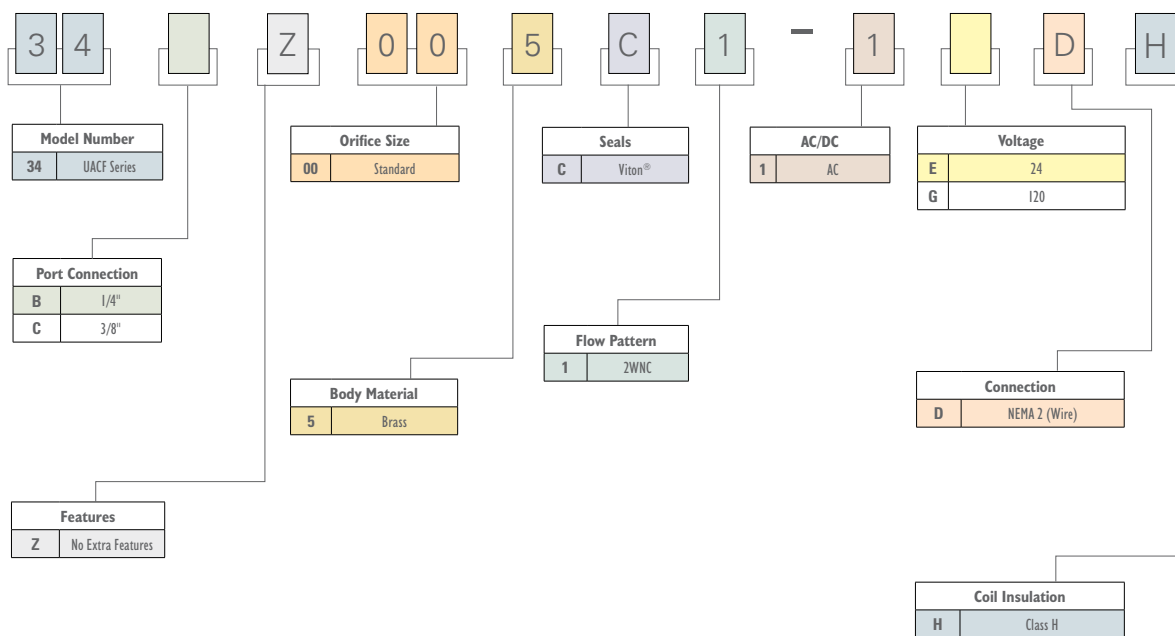 3 4 Z 0 0 5 C 1 - 1 D H
Model Number
34 UACF Series
Orifice Size
00 Standard
Seals
C Viton®
AC/DC
1 AC
Voltage
E 24
G 120
Port Connection
B 1/4"
C 3/8"
Flow Pattern
1 2WNC
Body Material
5 Brass
Connection
D NEMA 2 (Wire)
Features
Z No Extra Features
Coil Insulation
H Class H